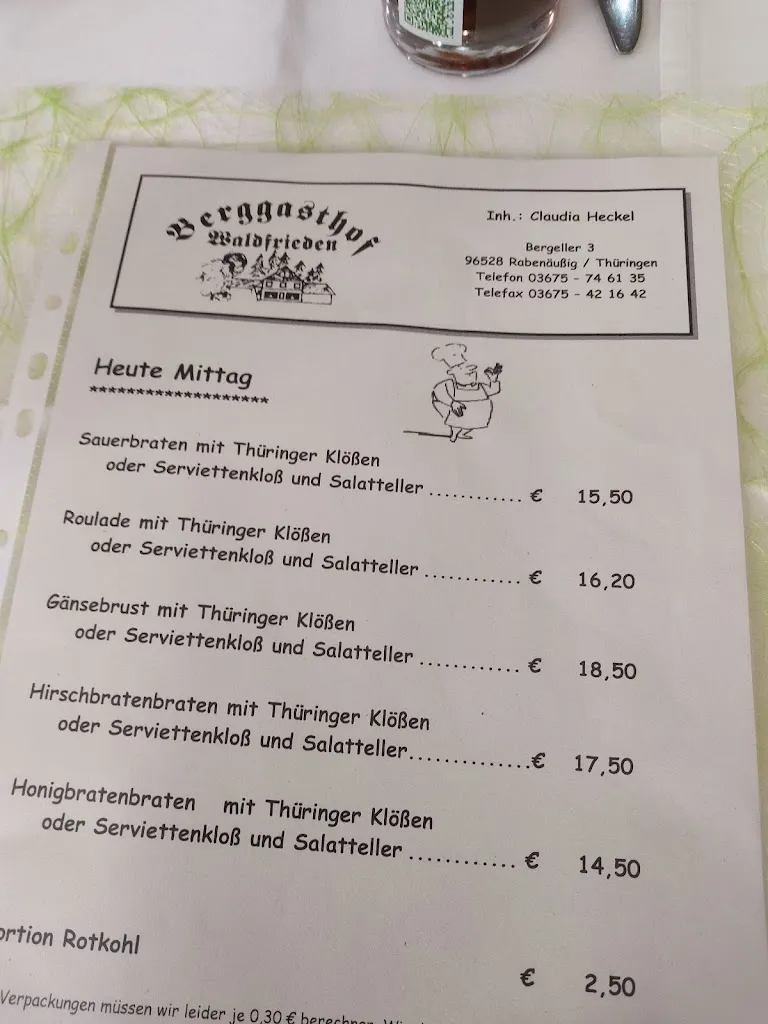 Berggasthof
Waldfrieden
Inh.: Claudia Heckel
Bergeller 3
96528 Rabenäußig / Thüringen
Telefon 03675 - 74 61 35
Telefax 03675 - 42 16 42
Heute Mittag
*******************
Sauerbraten mit Thüringer Klößen
oder Serviettenkloß und Salatteller ............ € 15,50
Roulade mit Thüringer Klößen
oder Serviettenkloß und Salatteller ............ € 16,20
Gänsebrust mit Thüringer Klößen
oder Serviettenkloß und Salatteller ............ € 18,50
Hirschbratenbraten mit Thüringer Klößen
oder Serviettenkloß und Salatteller...............€ 17,50
Honigbratenbraten mit Thüringer Klößen
oder Serviettenkloß und Salatteller ............ € 14,50
ortion Rotkohl
€ 2,50
Verpackungen müssen wir leider je 0,30 € berechnen